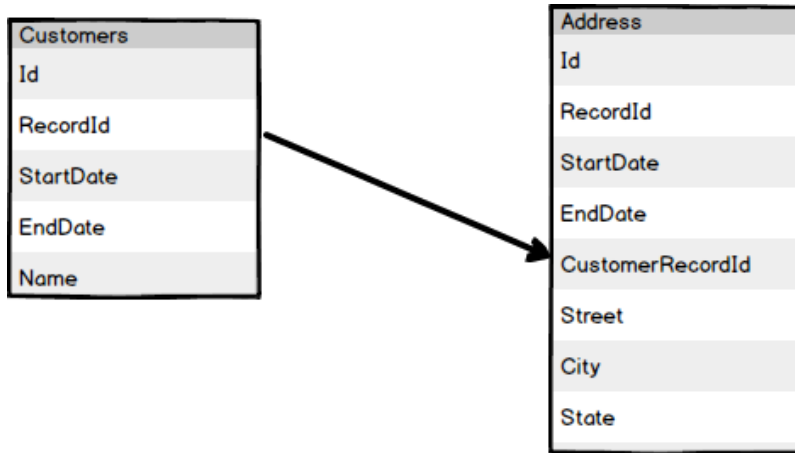 Customers
Id
RecordId
StartDate
EndDate
Name
Address
Id
RecordId
StartDate
EndDate
CustomerRecordId
Street
City
State